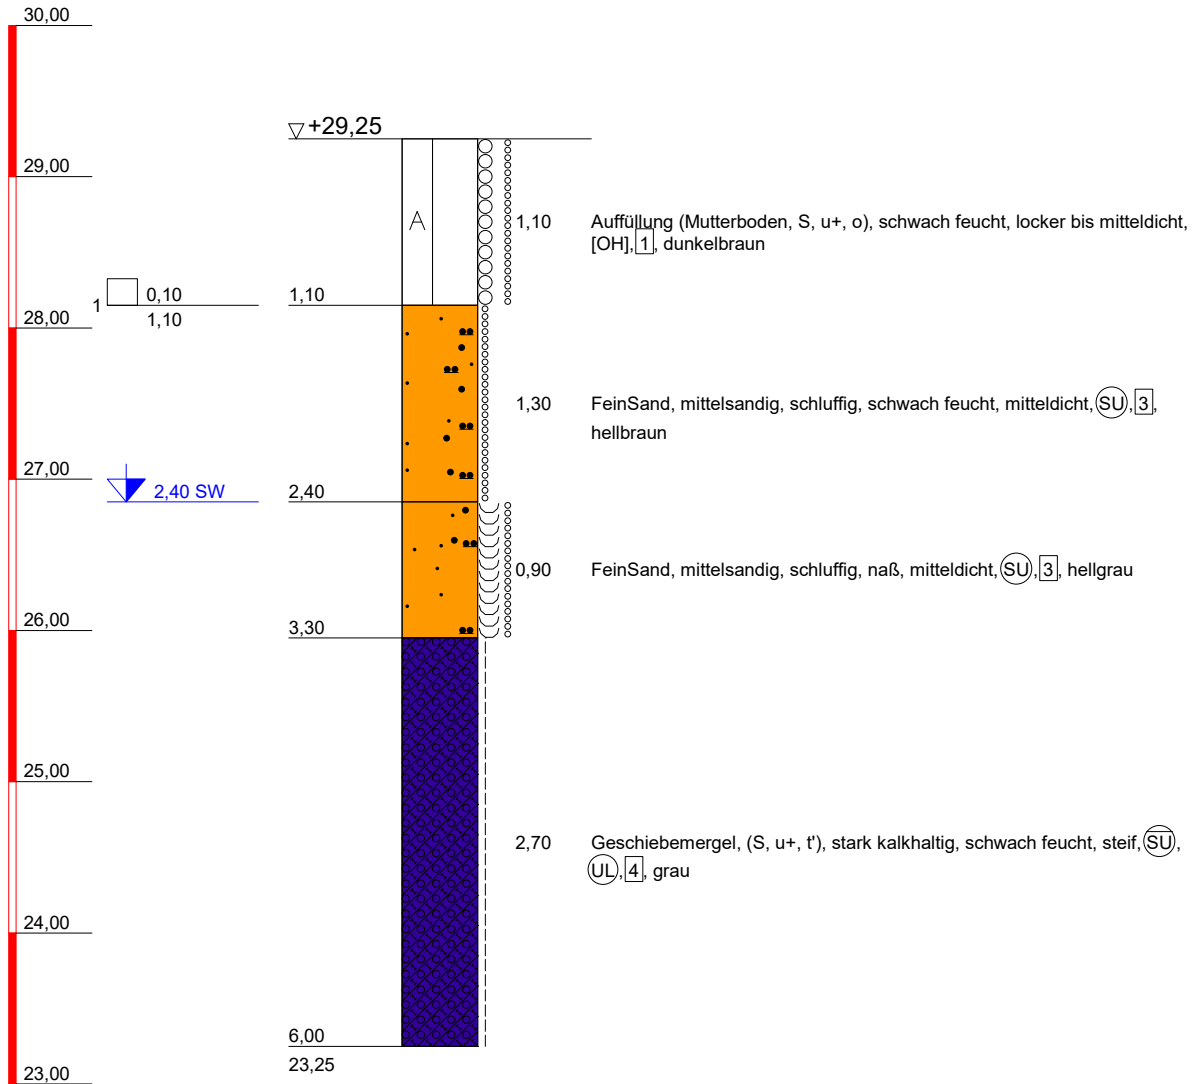 30,00
+29,25
29,00
A
1,10 Auffüllung (Mutterboden, S, u+, o), schwach feucht, locker bis mitteldicht,
[OH], 1, dunkelbraun
1 0,10
1,10
1,10
28,00
1,30 FeinSand, mittelsandig, schluffig, schwach feucht, mitteldicht, SU, 3,
hellbraun
27,00
2,40 SW
2,40
0,90 FeinSand, mittelsandig, schluffig, naß, mitteldicht, SU, 3, hellgrau
26,00
3,30
25,00
2,70 Geschiebemergel, (S, u+, t'), stark kalkhaltig, schwach feucht, steif, S̅U̅,
UL, 4, grau
24,00
6,00
23,25
23,00